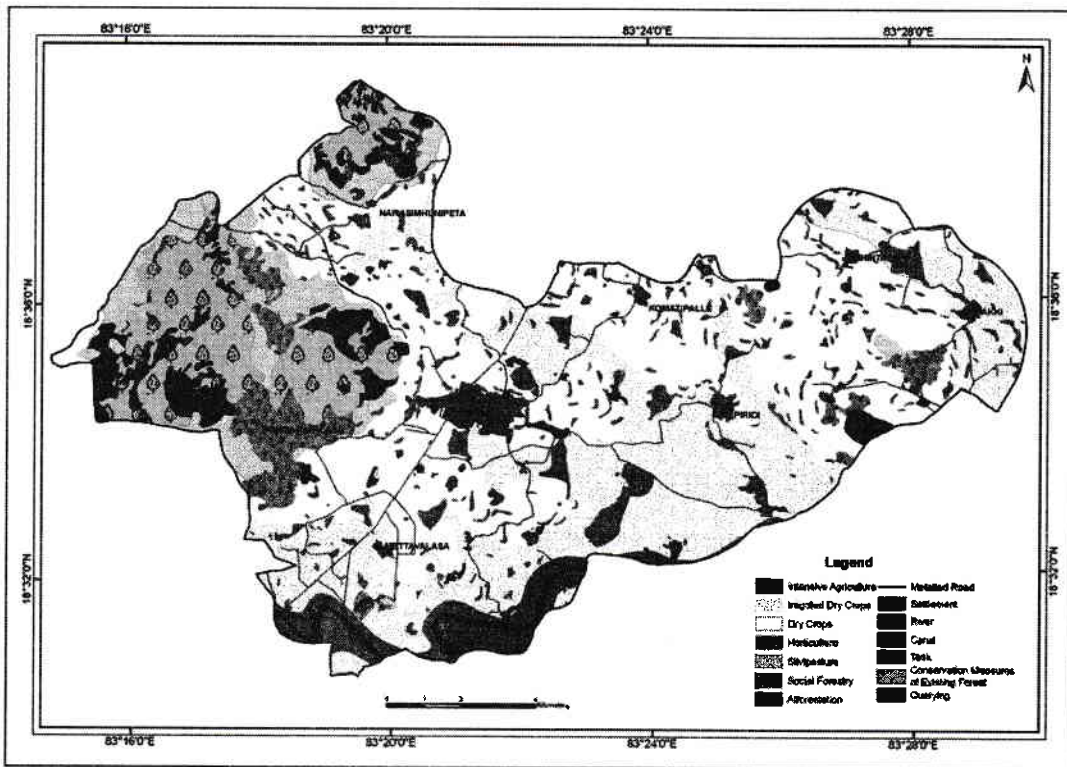 83°16'0"E
83°20'0"E
83°24'0"E
83°28'0"E
N
NARASIMHUNIPETA
KOMATIPALLE
PIRIDI
18°36'0"N
18°36'0"N
18°32'0"N
18°32'0"N
Legend
Intensive Agriculture
Irrigated Dry Crops
Dry Crops
Horticulture
Silvipasture
Social Forestry
Afforestation
Metalled Road
Settlement
River
Canal
Tank
Conservation Measures
of Existing Forest
Quarrying
83°16'0"E
83°20'0"E
83°24'0"E
83°28'0"E